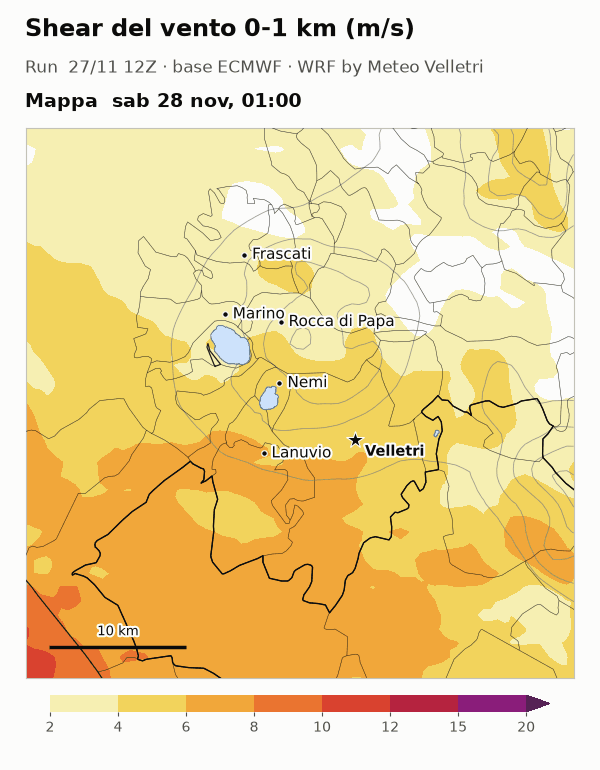 Shear del vento 0-1 km (m/s)
Run  27/11 12Z · base ECMWF · WRF by Meteo Velletri
Mappa  sab 28 nov, 01:00
Frascati
Marino
Rocca di Papa
Nemi
Velletri
Lanuvio
10 km
2 4 6 8 10 12 15 20